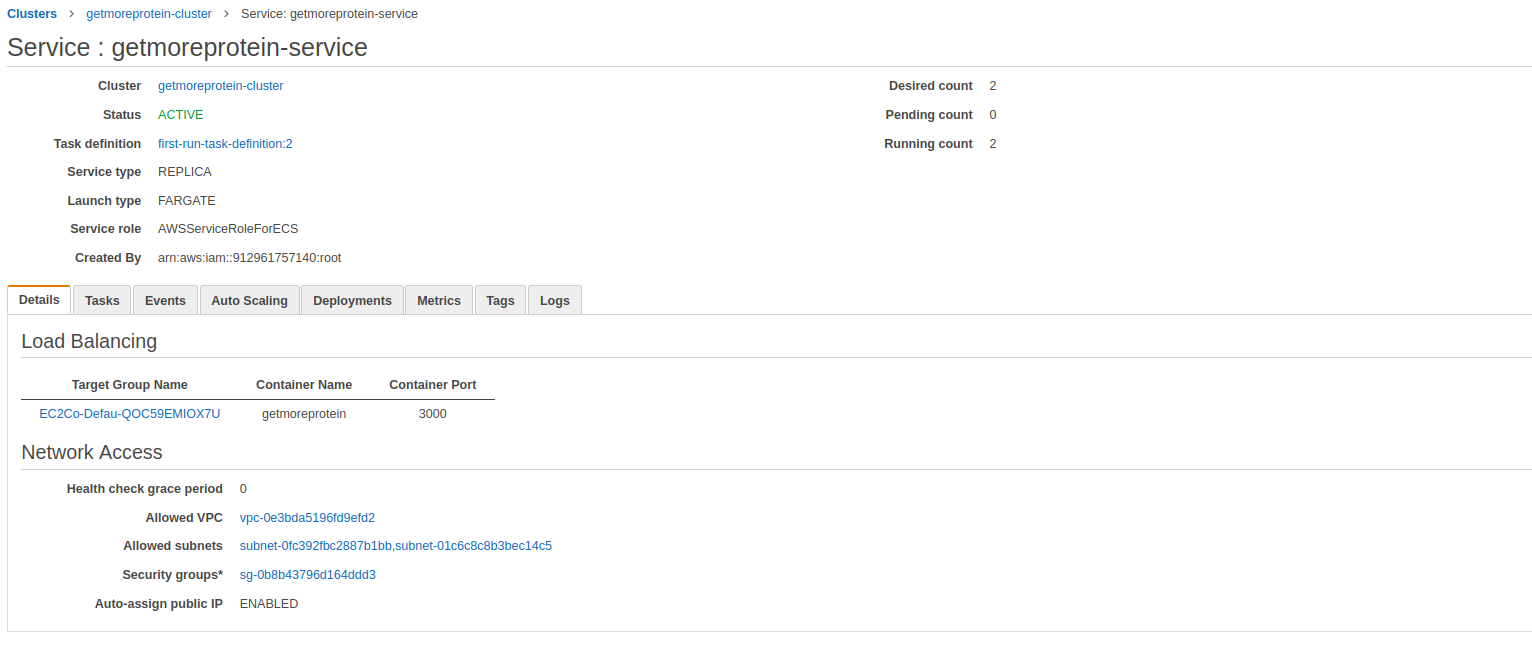 Clusters > getmoreprotein-cluster > Service: getmoreprotein-service
Service : getmoreprotein-service
Cluster getmoreprotein-cluster Desired count 2
Status ACTIVE Pending count 0
Task definition first-run-task-definition:2 Running count 2
Service type REPLICA
Launch type FARGATE
Service role AWSServiceRoleForECS
Created By arn:aws:iam::912961757140:root
Details Tasks Events Auto Scaling Deployments Metrics Tags Logs
Load Balancing
Target Group Name Container Name Container Port
EC2Co-Defau-QOC59EMIOX7U getmoreprotein 3000
Network Access
Health check grace period 0
Allowed VPC vpc-0e3bda5196fd9efd2
Allowed subnets subnet-0fc392fbc2887b1bb,subnet-01c6c8c8b3bec14c5
Security groups* sg-0b8b43796d164ddd3
Auto-assign public IP ENABLED